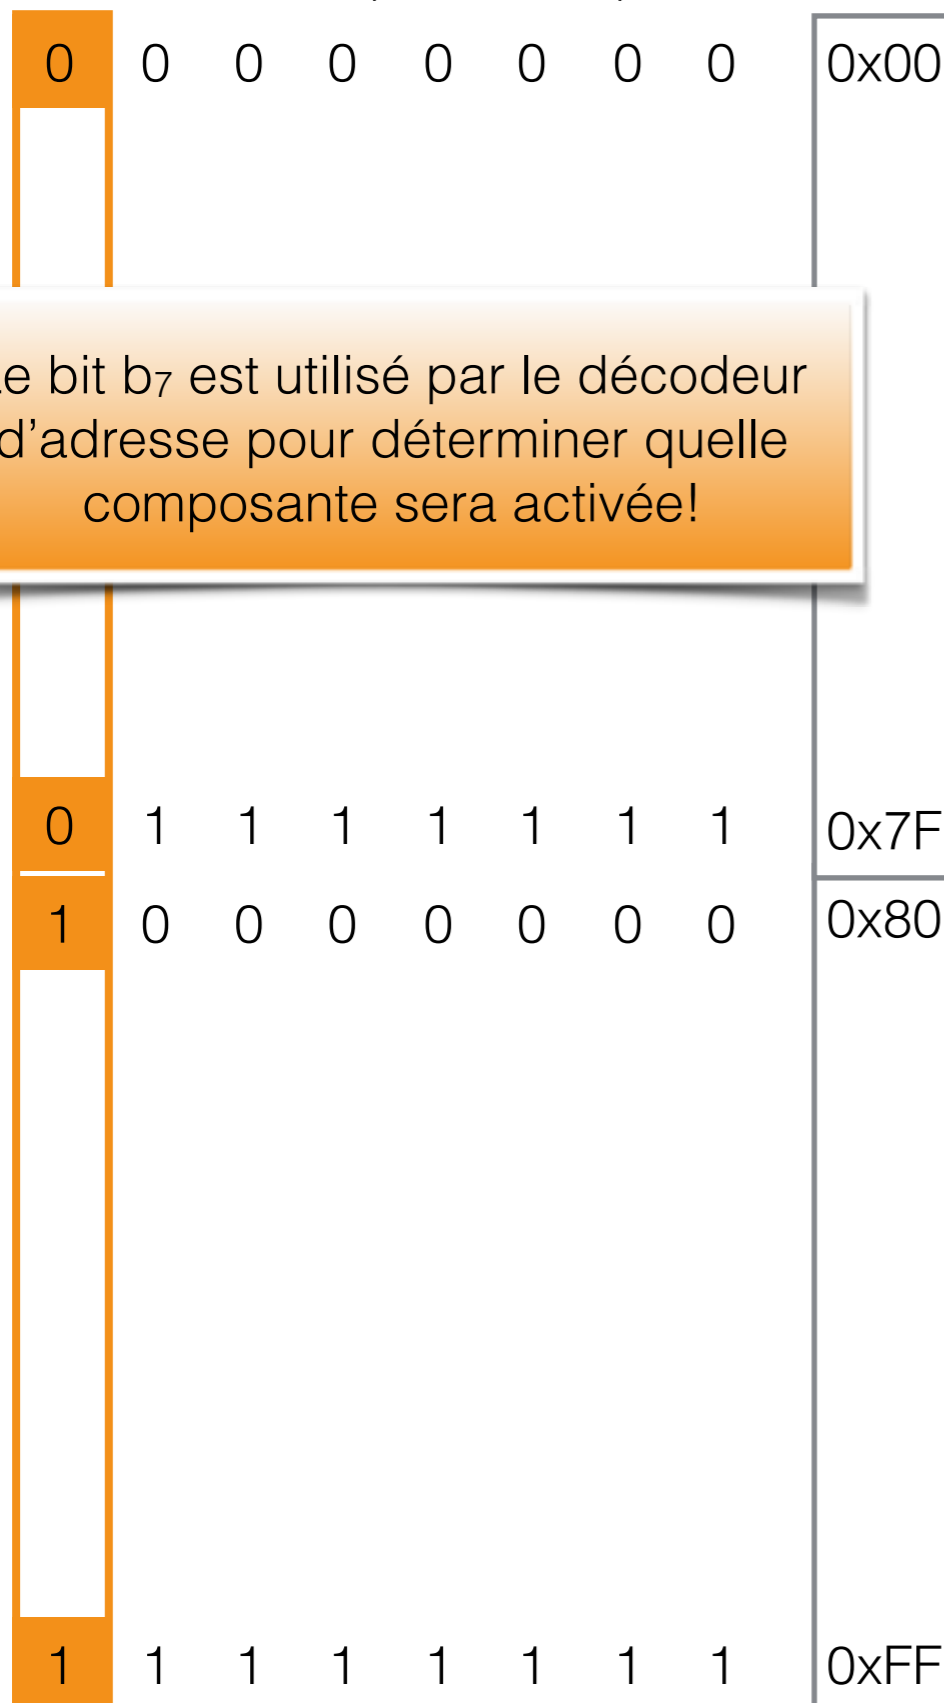 0 0 0 0 0 0 0 0 0x00
bit b₇ est utilisé par le décodeur
d’adresse pour déterminer quelle
composante sera activée!
0 1 1 1 1 1 1 1 0x7F
1 0 0 0 0 0 0 0 0x80
1 1 1 1 1 1 1 1 0xFF